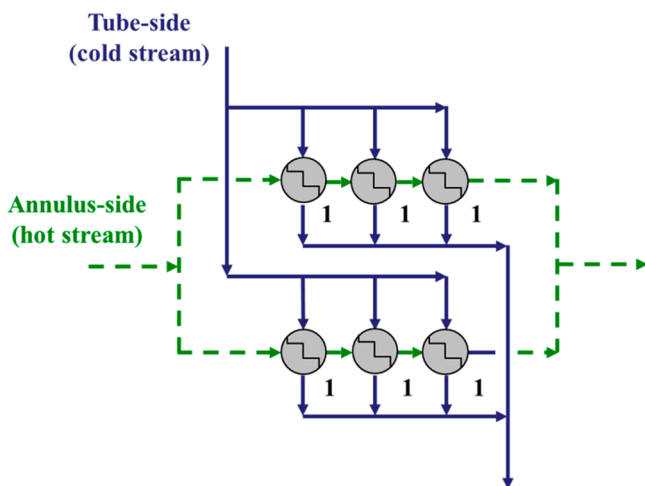 Tube-side
(cold stream)
1 1 1
Annulus-side
(hot stream)
1 1 1